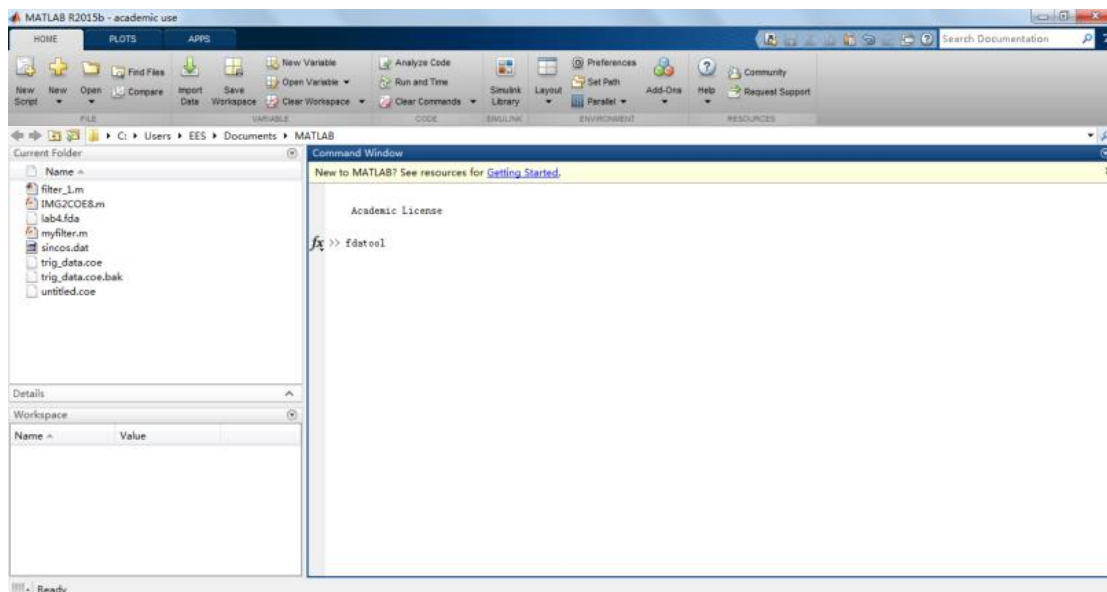 MATLAB R2015b - academic use
HOME PLOTS APPS
Search Documentation
New Script
New
Open
Find Files
Compare
Import Data
Save Workspace
New Variable
Open Variable
Clear Workspace
Analyze Code
Run and Time
Clear Commands
Simulink Library
Layout
Preferences
Set Path
Parallel
Add-Ons
Help
Community
Request Support
FILE VARIABLE CODE SIMULINK ENVIRONMENT RESOURCES
C: Users EES Documents MATLAB
Current Folder
Name
filter_1.m
IMG2COE8.m
lab4.fda
myfilter.m
sincos.dat
trig_data.coe
trig_data.coe.bak
untitled.coe
Details
Workspace
Name Value
Command Window
New to MATLAB? See resources for Getting Started.
Academic License
fx >> fdatool
Ready